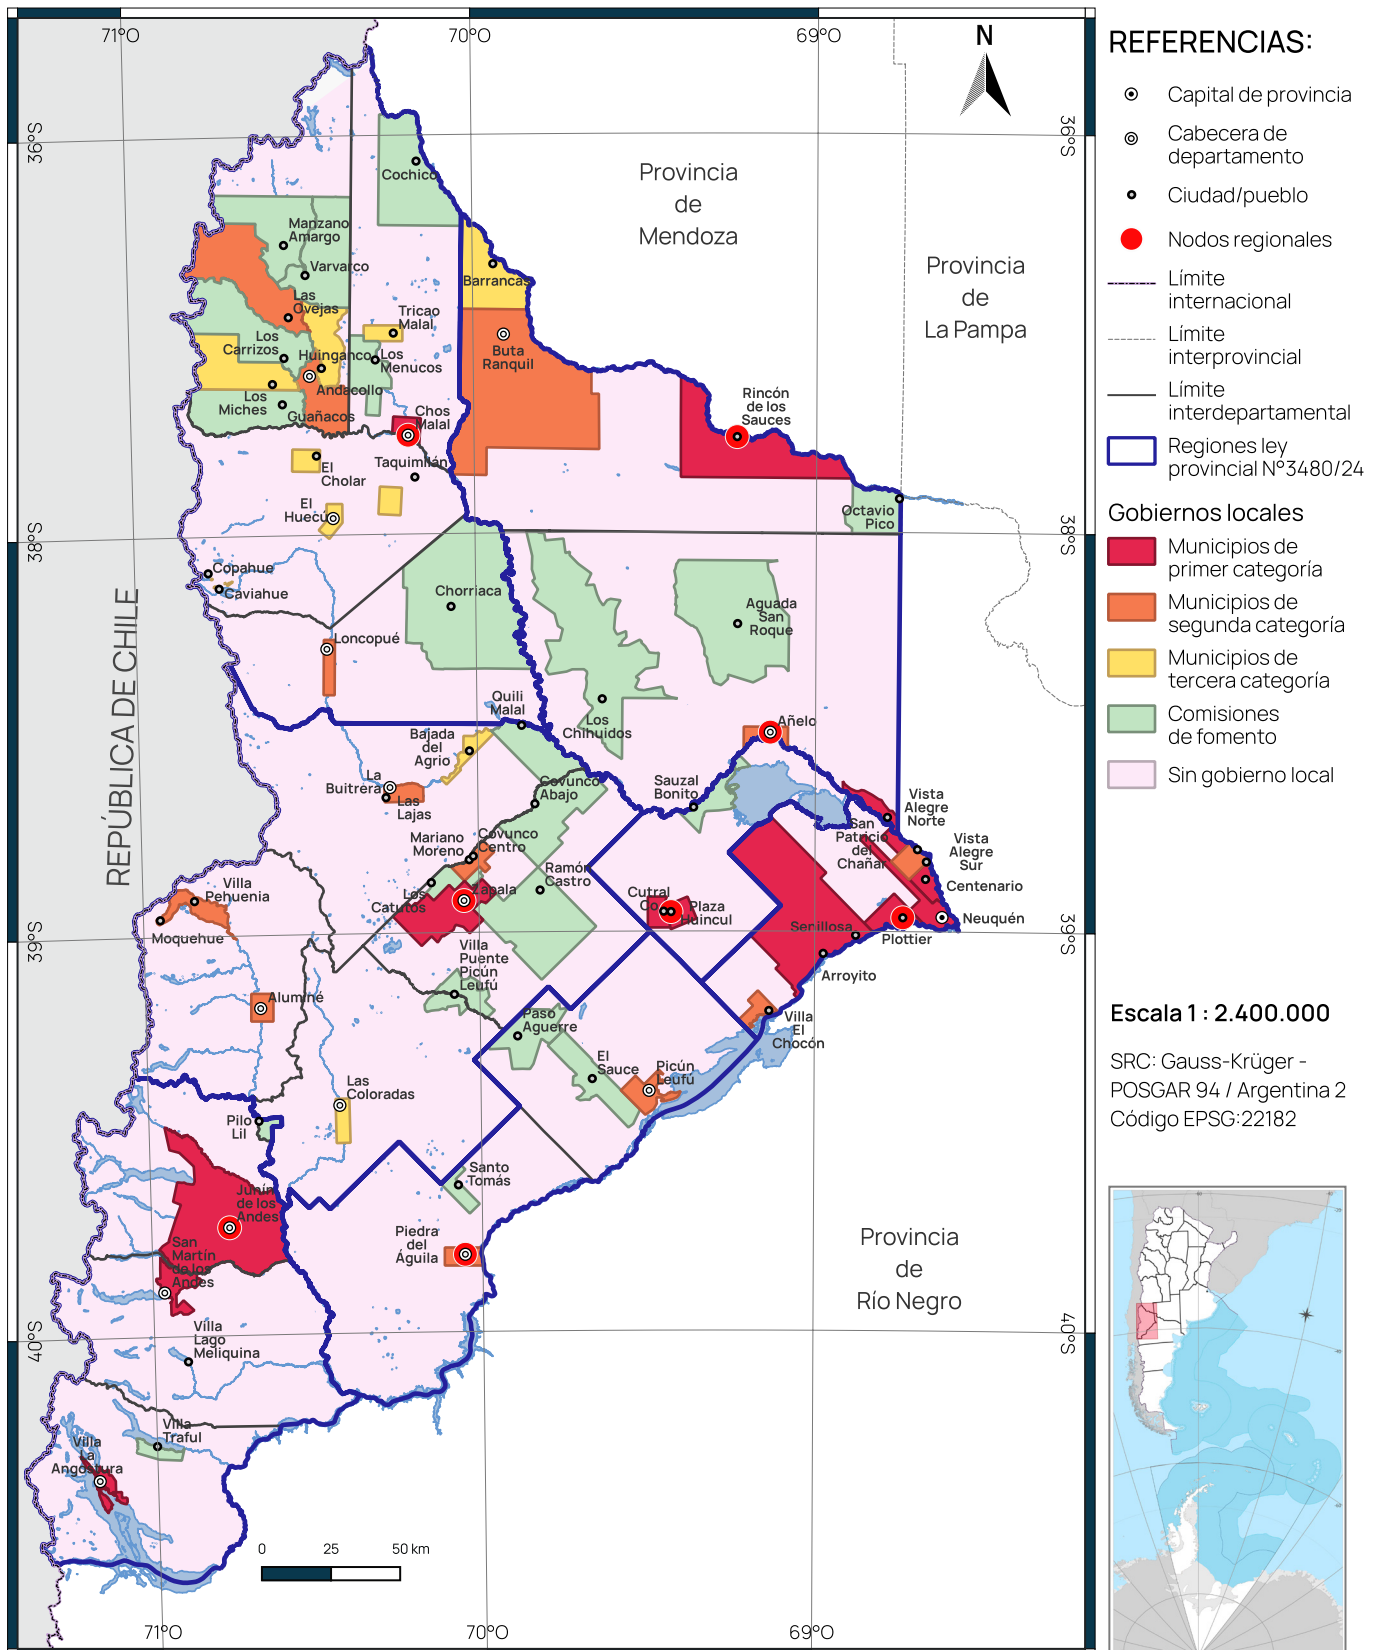 71°O
70°O
69°O
N
36°S
36°S
Provincia
de
Mendoza
Provincia
de
La Pampa
Cochico
Manzano
Amargo
Varvarco
Las
Ovejas
Barrancas
Tricao
Malal
Los
Carrizos
Huinganco
Los
Menucos
Buta
Ranquil
Andacollo
Los
Miches
Guañacos
Chos
Malal
Rincón
de los
Sauces
Taquimilán
El
Cholar
El
Huecú
Octavio
Pico
38°S
38°S
Copahue
Caviahue
Chorriaca
Aguada
San
Roque
Loncopué
REPÚBLICA DE CHILE
Quili
Malal
Los
Chihuidos
Añelo
Bajada
del
Agrio
La
Buitrera
Las
Lajas
Covunco
Abajo
Sauzal
Bonito
Vista
Alegre
Norte
San
Patricio
del
Chañar
Vista
Alegre
Sur
Mariano
Moreno
Covunco
Centro
Ramón
Castro
Centenario
Villa
Pehuenia
Los
Catutos
Zapala
Cutral
Co
Plaza
Huincul
Neuquén
Moquehue
Senillosa
Plottier
39°S
39°S
Villa
Puente
Picún
Leufú
Arroyito
Aluminé
Paso
Aguerre
Villa
El
Chocón
El
Sauce
Picún
Leufú
Las
Coloradas
Pilo
Lil
Santo
Tomás
Junín
de los
Andes
Piedra
del
Águila
San
Martín
de los
Andes
Provincia
de
Río Negro
Villa
Lago
Meliquina
40°S
40°S
Villa
Traful
Villa
La
Angostura
0 25 50 km
71°O
70°O
69°O
REFERENCIAS:
Capital de provincia
Cabecera de
departamento
Ciudad/pueblo
Nodos regionales
Límite
internacional
Límite
interprovincial
Límite
interdepartamental
Regiones ley
provincial N°3480/24
Gobiernos locales
Municipios de
primer categoría
Municipios de
segunda categoría
Municipios de
tercera categoría
Comisiones
de fomento
Sin gobierno local
Escala 1 : 2.400.000
SRC: Gauss-Krüger -
POSGAR 94 / Argentina 2
Código EPSG:22182